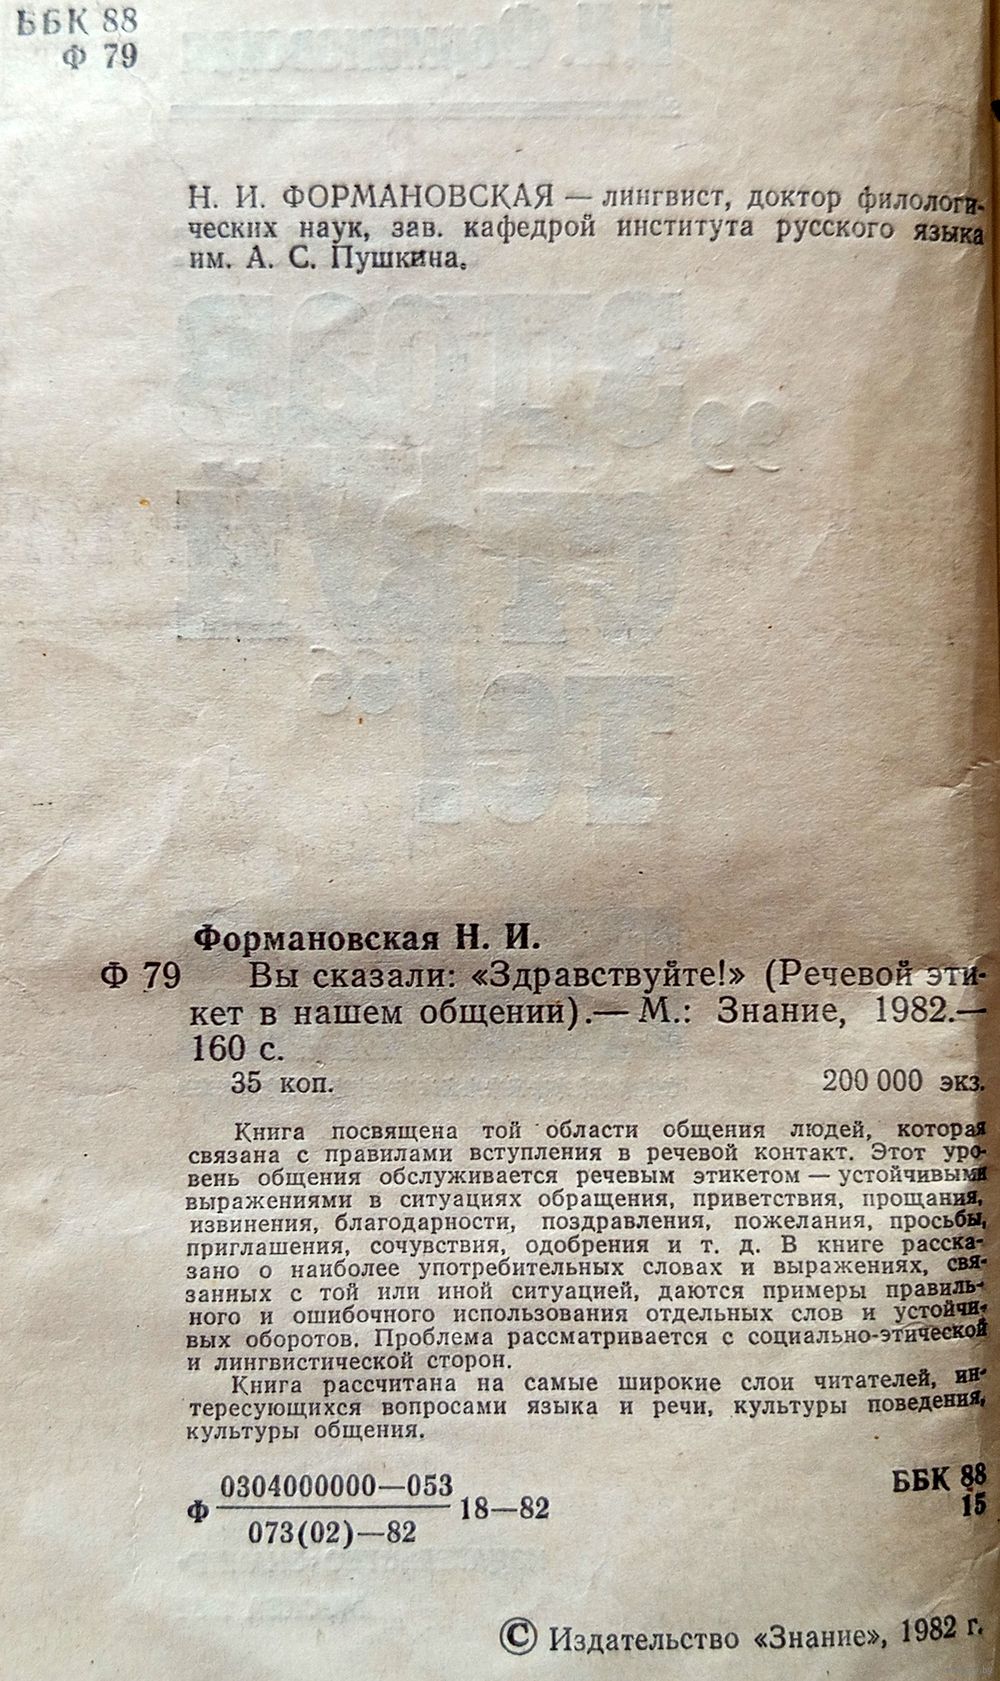 ББК 88
Ф 79
Н. И. ФОРМАНОВСКАЯ — лингвист, доктор филологи-
ческих наук, зав. кафедрой института русского языка
им. А. С. Пушкина.
Формановская Н. И.
Ф 79 Вы сказали: «Здравствуйте!» (Речевой эти-
кет в нашем общении).— М.: Знание, 1982.—
160 с.
35 коп. 200 000 экз.
Книга посвящена той области общения людей, которая
связана с правилами вступления в речевой контакт. Этот уро-
вень общения обслуживается речевым этикетом — устойчивыми
выражениями в ситуациях обращения, приветствия, прощания,
извинения, благодарности, поздравления, пожелания, просьбы,
приглашения, сочувствия, одобрения и т. д. В книге расска-
зано о наиболее употребительных словах и выражениях, свя-
занных с той или иной ситуацией, даются примеры правиль-
ного и ошибочного использования отдельных слов и устойчи-
вых оборотов. Проблема рассматривается с социально-этической
и лингвистической сторон.
Книга рассчитана на самые широкие слои читателей, ин-
тересующихся вопросами языка и речи, культуры поведения,
культуры общения.
Ф 0304000000—053 18—82
073(02)—82
ББК 88
15
© Издательство «Знание», 1982 г.